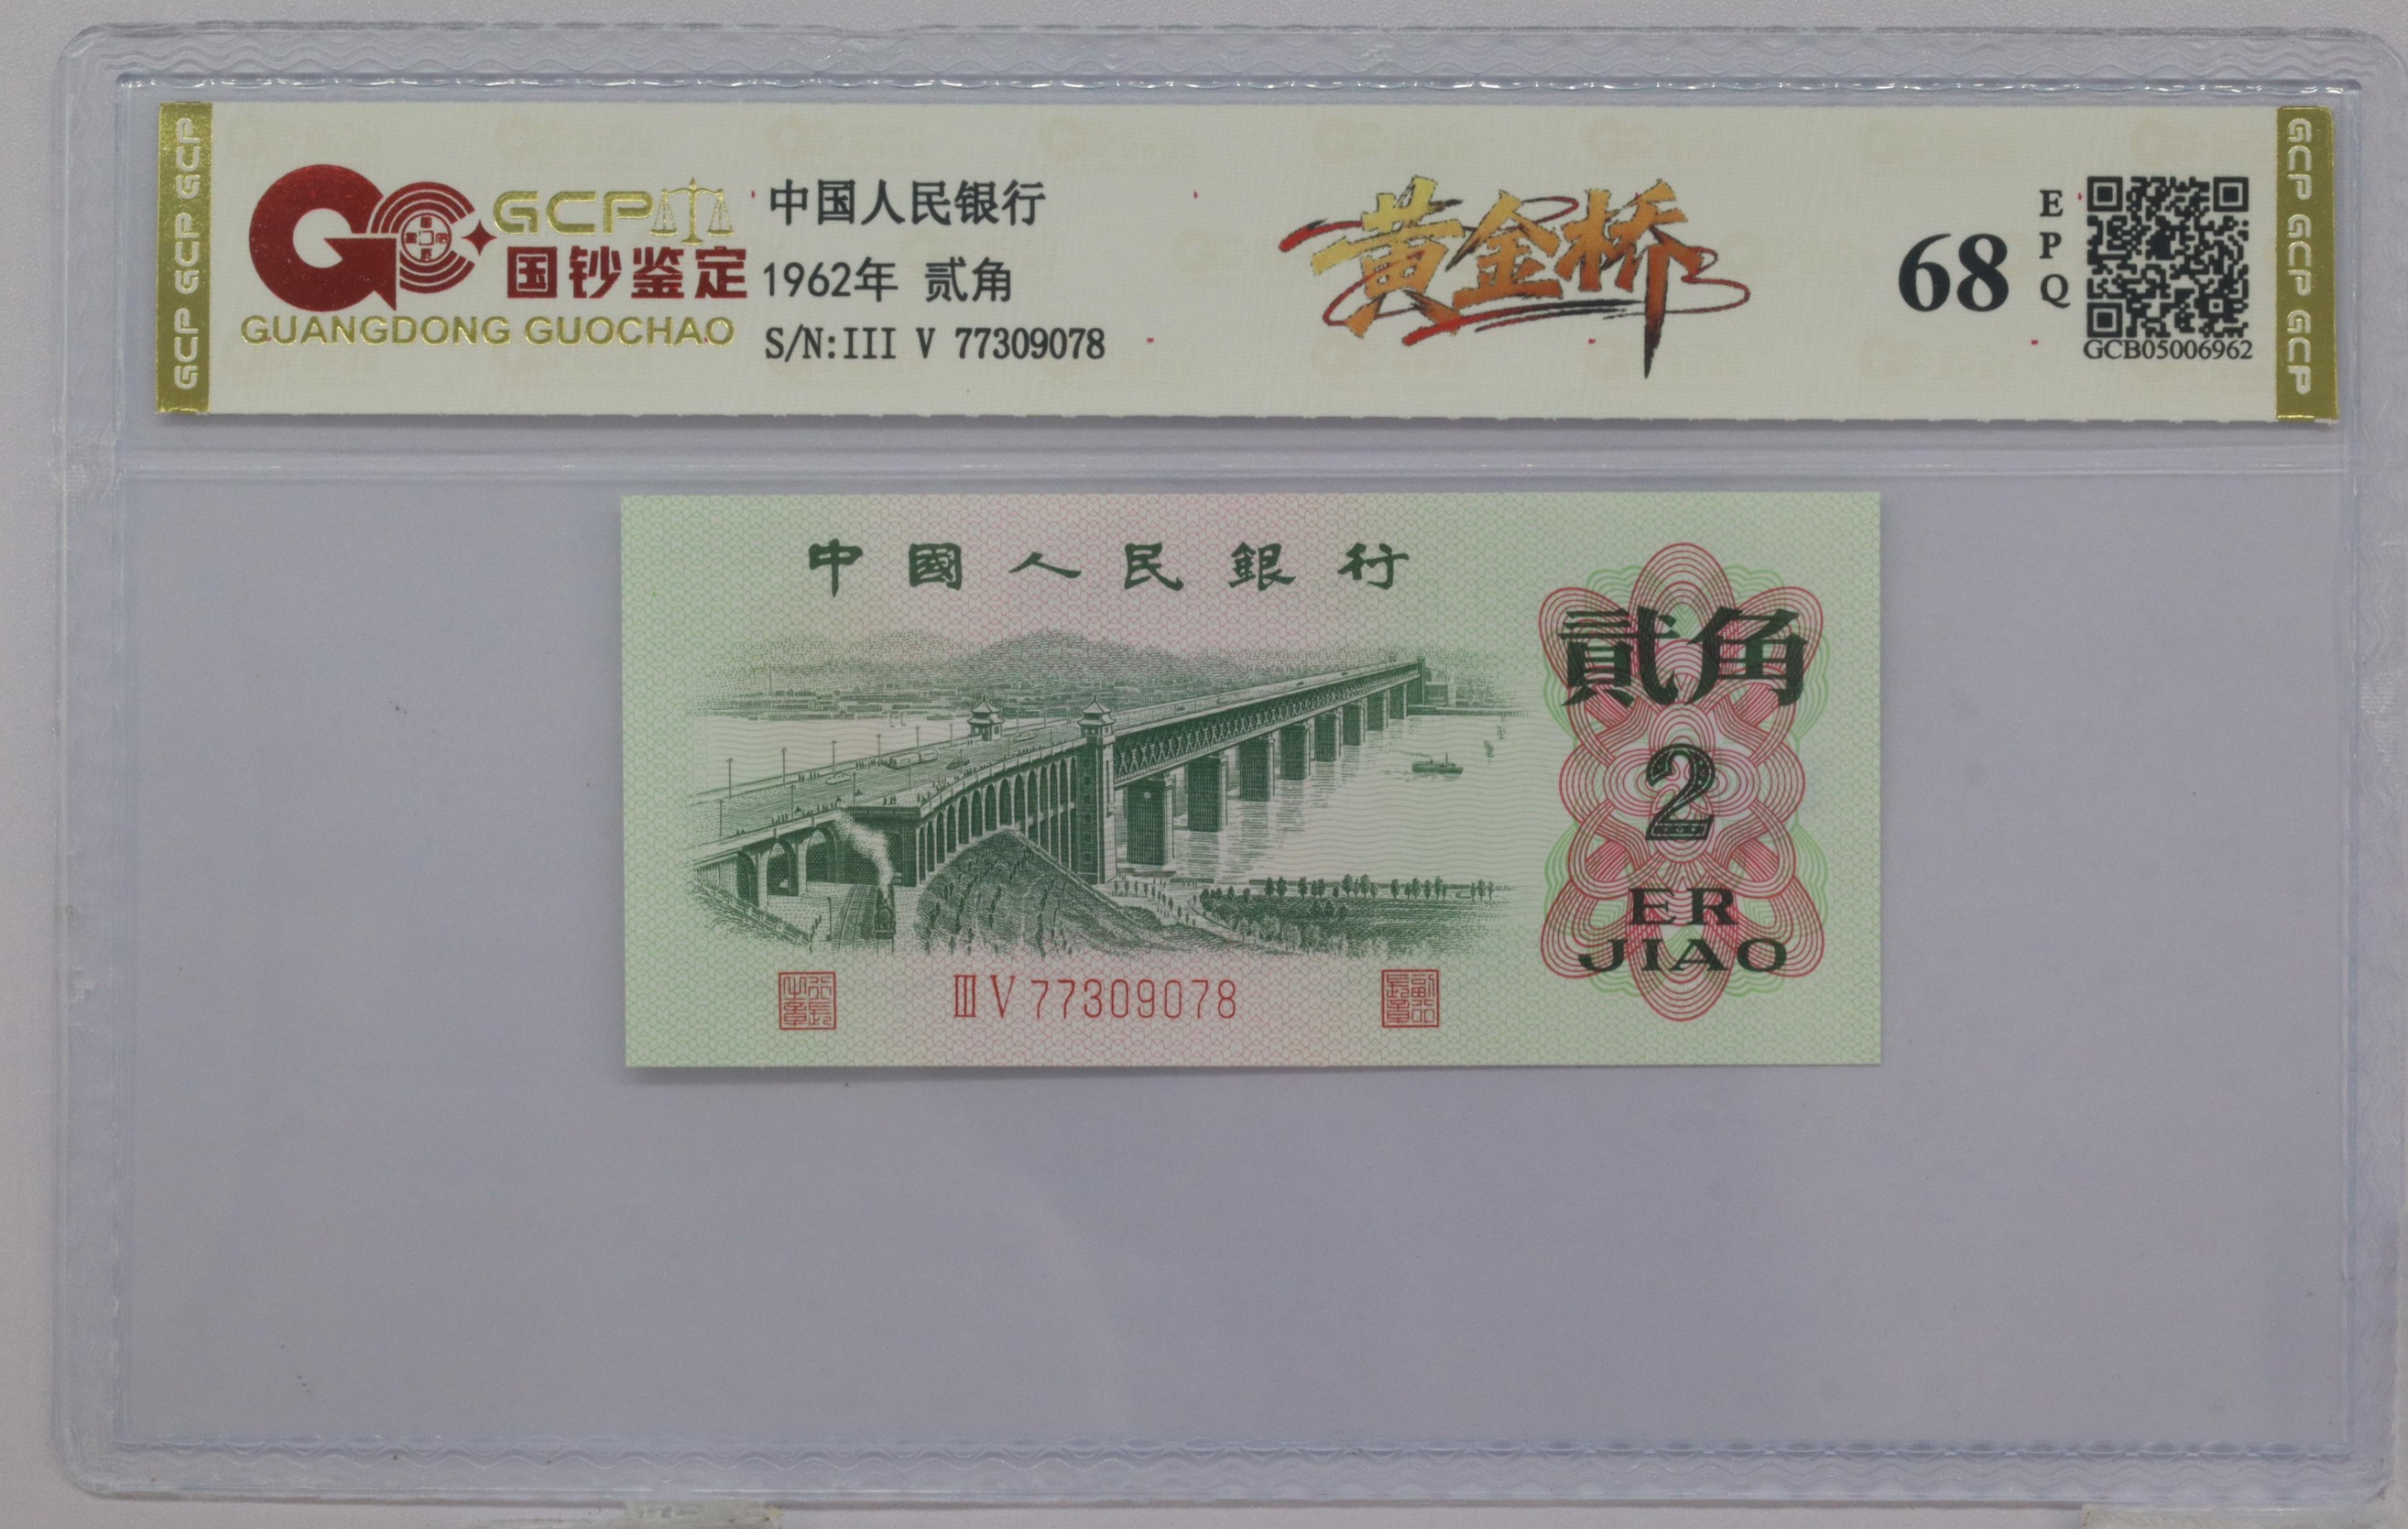 GCP GCP GCP
GCP
国钞鉴定
GUANGDONG GUOCHAO
中国人民银行
1962年 贰角
S/N:III V 77309078
黄金桥
68
EPQ
GCB05006962
GCP GCP GCP
中國人民銀行
貳角
2
ER
JIAO
III V 77309078